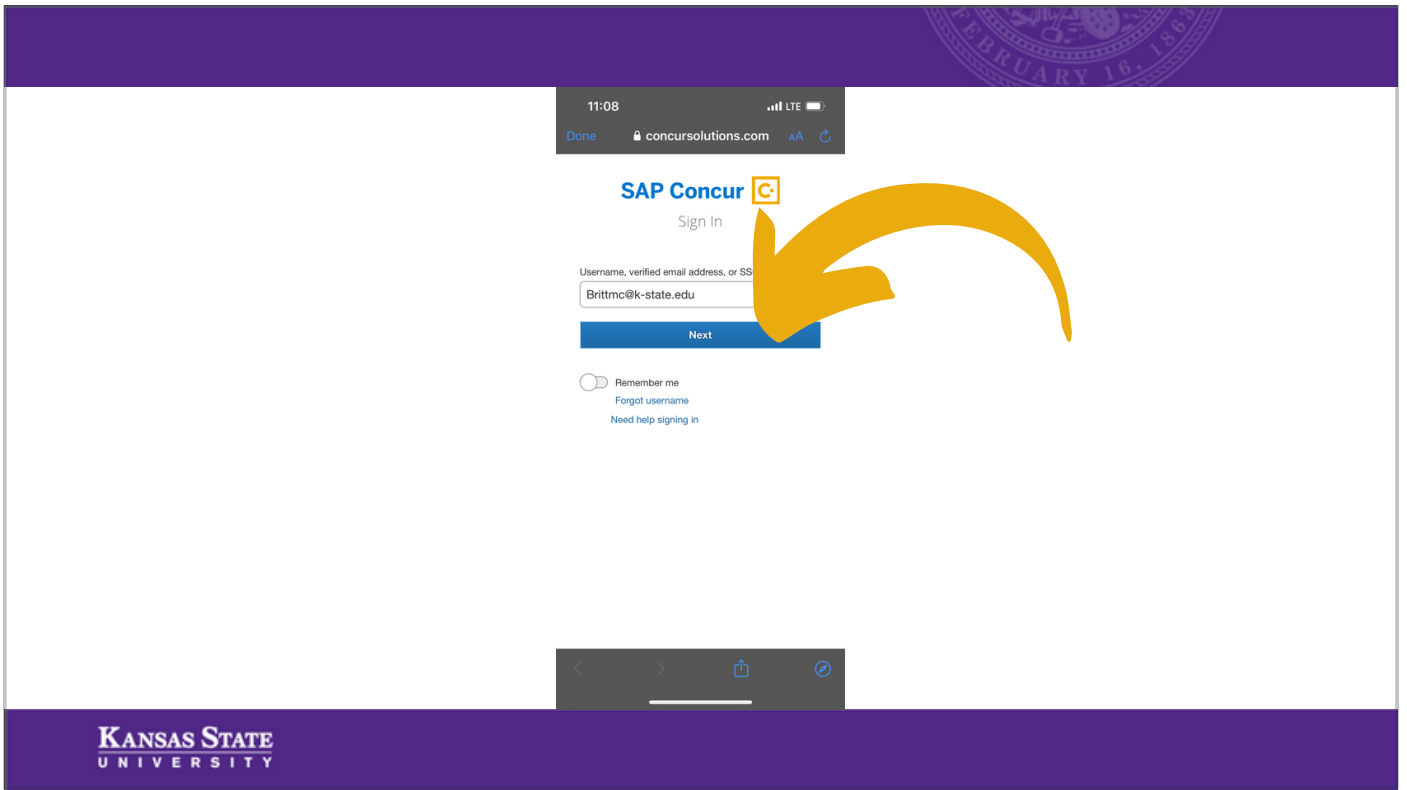 FEBRUARY 16, 1863
11:08 LTE
Done concursolutions.com AA
SAP Concur C
Sign In
Username, verified email address, or
Brittmc@k-state.edu
Next
Remember me
Forgot username
Need help signing in
KANSAS STATE
UNIVERSITY